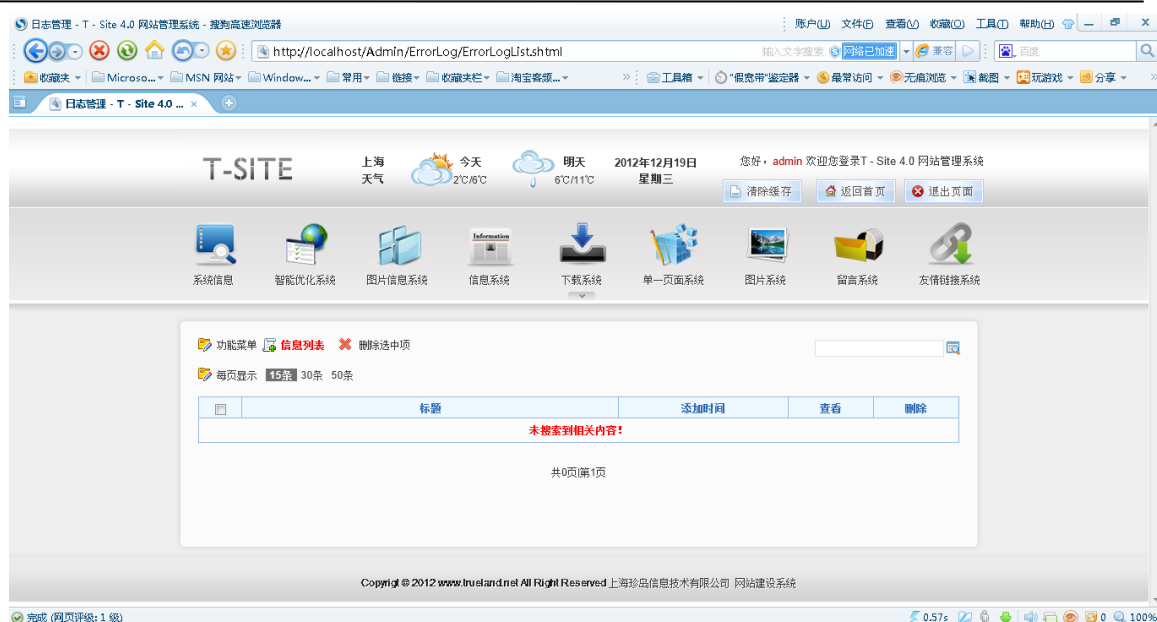 日志管理 - T - Site 4.0 网站管理系统 - 搜狗高速浏览器 账户(U) 文件(F) 查看(V) 收藏(O) 工具(T) 帮助(H)
http://localhost/Admin/ErrorLog/ErrorLogList.shtml 输入文字搜索 网络已加速 兼容 百度
收藏夹 Microso... MSN 网站 Window... 常用 链接 收藏夹栏 淘宝客频... » 工具箱 "假宽带"鉴定器 最常访问 无痕浏览 截图 玩游戏 分享 »
日志管理 - T - Site 4.0 ... ×
T-SITE 上海 今天 明天 2012年12月19日 您好,admin 欢迎您登录T - Site 4.0 网站管理系统
天气 2℃/6℃ 6℃/11℃ 星期三
清除缓存 返回首页 退出页面
Information
系统信息 智能优化系统 图片信息系统 信息系统 下载系统 单一页面系统 图片系统 留言系统 友情链接系统
功能菜单 信息列表 删除选中项
每页显示 15条 30条 50条
标题 添加时间 查看 删除
未搜索到相关内容!
共0页|第1页
Copyrigt © 2012 www.trueland.net All Right Reserved 上海珍岛信息技术有限公司 网站建设系统
完成 (网页评级: 1 级) 0.57s 0 100%